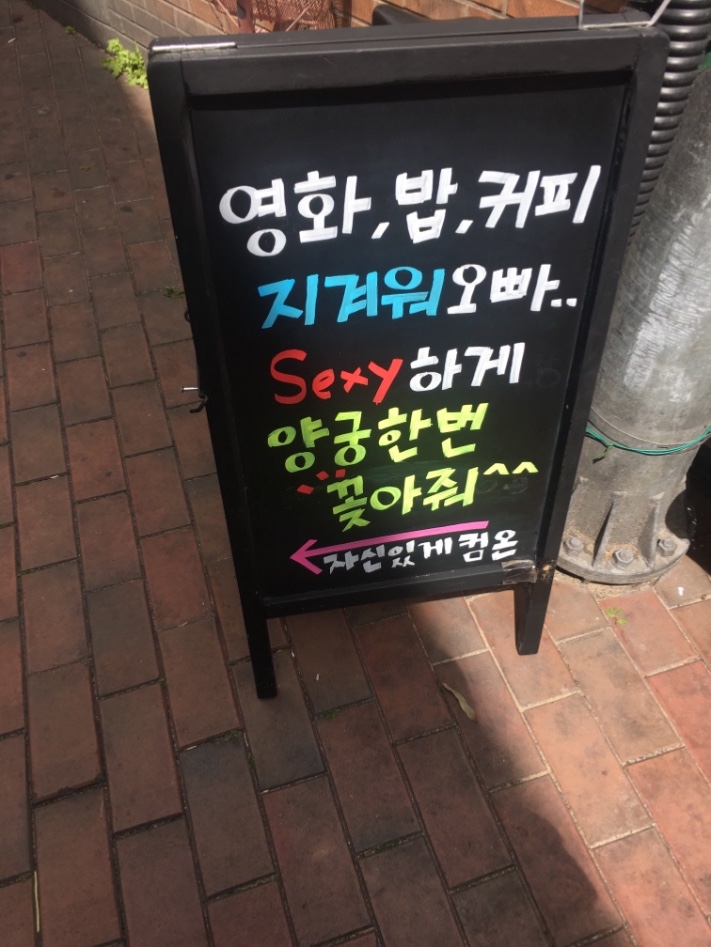 영화,밥,커피
지겨워오빠..
Sexy하게
양궁한번
꽂아줘^^
자신있게컴온